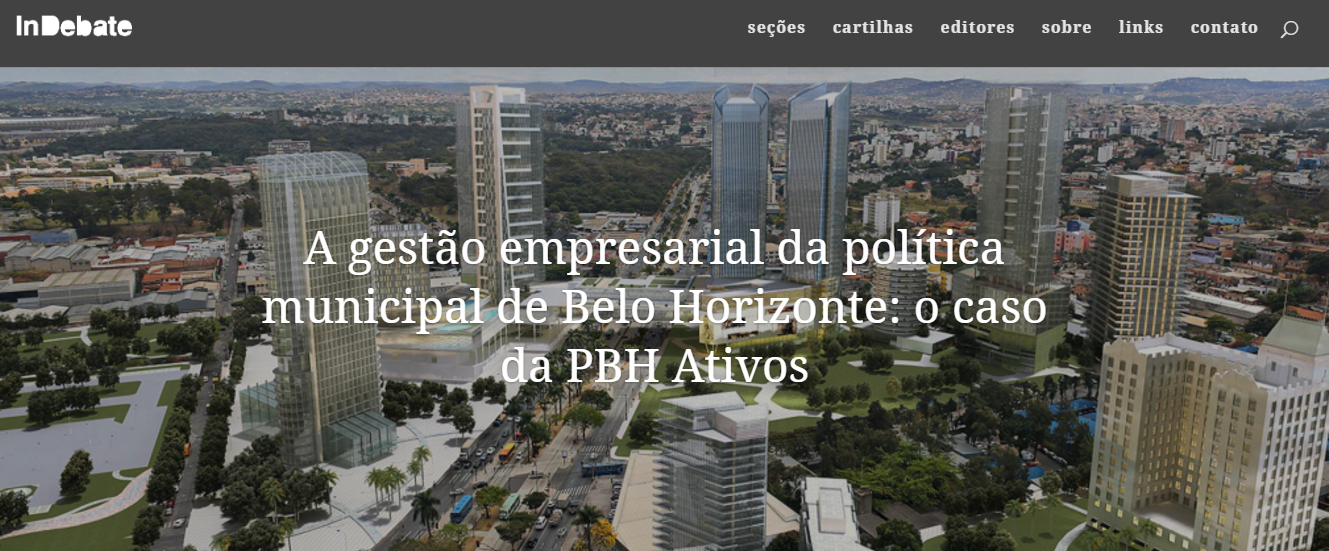 InDebate
seções cartilhas editores sobre links contato
A gestão empresarial da política
municipal de Belo Horizonte: o caso
da PBH Ativos